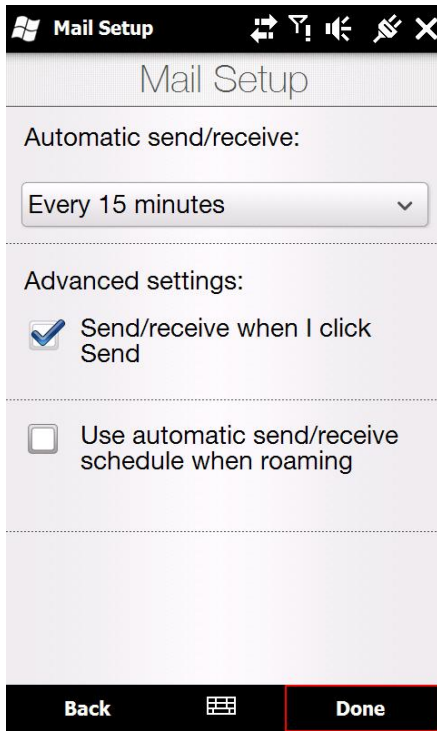 Mail Setup
Mail Setup
Automatic send/receive:
Every 15 minutes
Advanced settings:
Send/receive when I click
Send
Use automatic send/receive
schedule when roaming
Back
Done